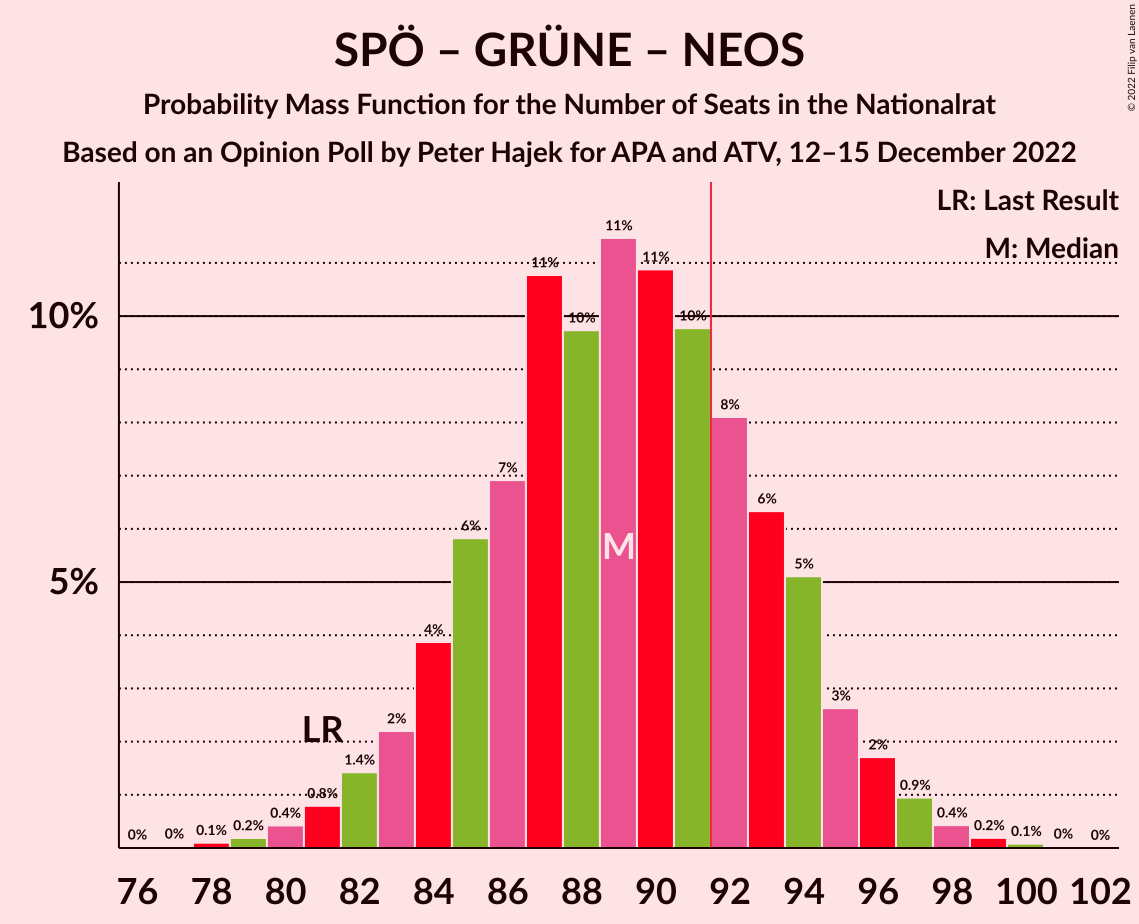 SPÖ – GRÜNE – NEOS
Probability Mass Function for the Number of Seats in the Nationalrat
Based on an Opinion Poll by Peter Hajek for APA and ATV, 12–15 December 2022
© 2022 Filip van Laenen
LR: Last Result
M: Median
10%
5%
0% 0% 0.1% 0.2% 0.4% 0.8% 1.4% 2% 4% 6% 7% 11% 10% 11% 11% 10% 8% 6% 5% 3% 2% 0.9% 0.4% 0.2% 0.1% 0% 0%
LR
M
76 78 80 82 84 86 88 90 92 94 96 98 100 102